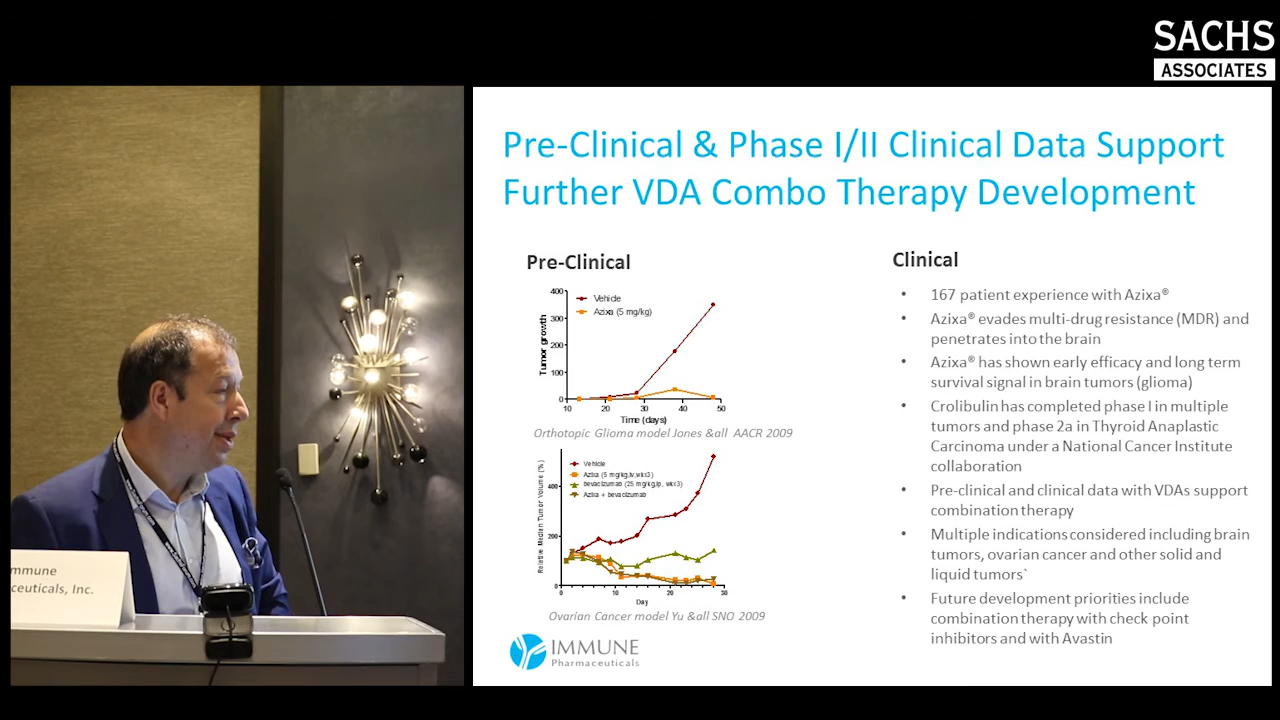 SACHS
ASSOCIATES
Pre-Clinical & Phase I/II Clinical Data Support
Further VDA Combo Therapy Development
Pre-Clinical
400
300
200
100
0
10
20
30
40
50
Tumor growth
Time (days)
Vehicle
Azixa (5 mg/kg)
Orthotopic Glioma model Jones &all AACR 2009
Relative Median Tumor Volume (%)
400
200
0
0
10
20
30
Day
Vehicle
Azixa (5 mg/kg,iv,wkx3)
bevacizumab (25 mg/kg,ip, wkx3)
Azixa + bevacizumab
Ovarian Cancer model Yu &all SNO 2009
IMMUNE
Pharmaceuticals
Clinical
• 167 patient experience with Azixa®
• Azixa® evades multi-drug resistance (MDR) and
penetrates into the brain
• Azixa® has shown early efficacy and long term
survival signal in brain tumors (glioma)
• Crolibulin has completed phase I in multiple
tumors and phase 2a in Thyroid Anaplastic
Carcinoma under a National Cancer Institute
collaboration
• Pre-clinical and clinical data with VDAs support
combination therapy
• Multiple indications considered including brain
tumors, ovarian cancer and other solid and
liquid tumors`
• Future development priorities include
combination therapy with check point
inhibitors and with Avastin
mmune
ceuticals, Inc.